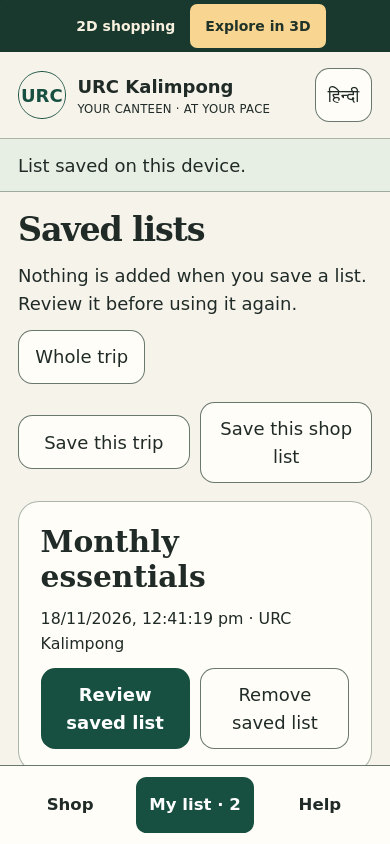 2D shopping
Explore in 3D
URC
URC Kalimpong
YOUR CANTEEN · AT YOUR PACE
हिन्दी
List saved on this device.
Saved lists
Nothing is added when you save a list.
Review it before using it again.
Whole trip
Save this trip
Save this shop
list
Monthly
essentials
18/11/2026, 12:41:19 pm · URC
Kalimpong
Review
saved list
Remove
saved list
Shop
My list · 2
Help